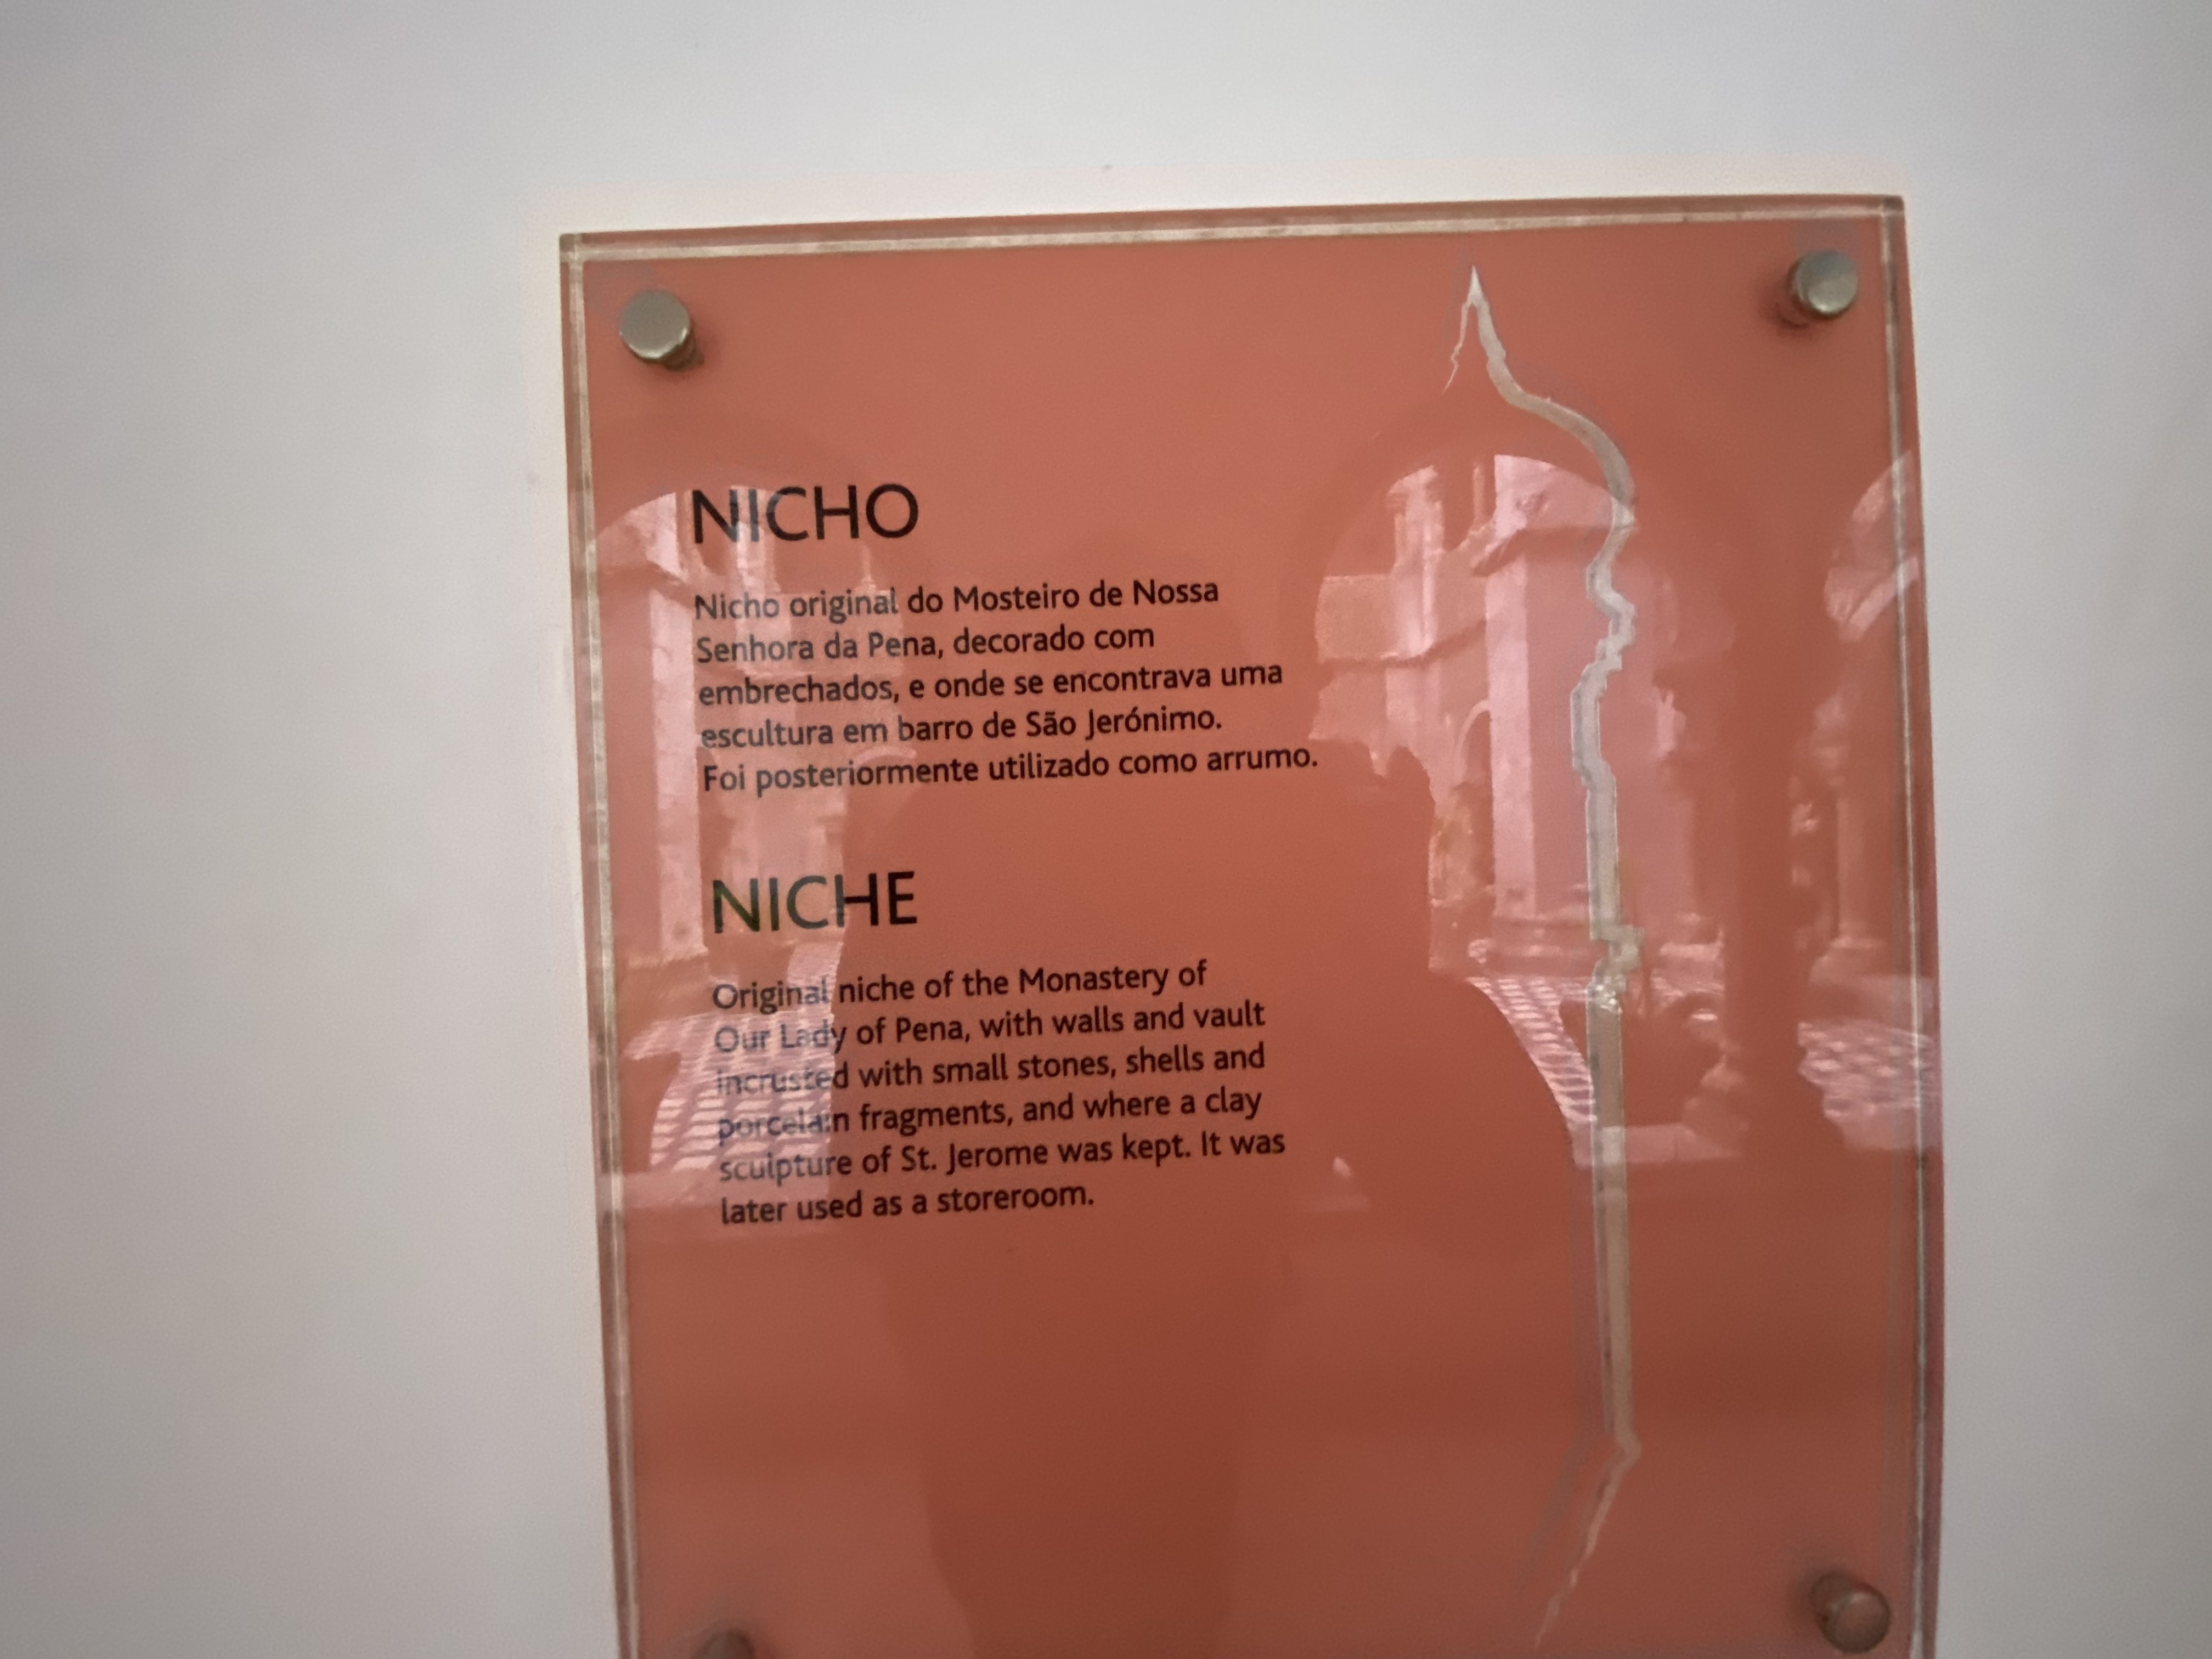 NICHO
Nicho original do Mosteiro de Nossa
Senhora da Pena, decorado com
embrechados, e onde se encontrava uma
escultura em barro de São Jerónimo.
Foi posteriormente utilizado como arrumo.
NICHE
Original niche of the Monastery of
Our Lady of Pena, with walls and vault
incrusted with small stones, shells and
porcelain fragments, and where a clay
sculpture of St. Jerome was kept. It was
later used as a storeroom.